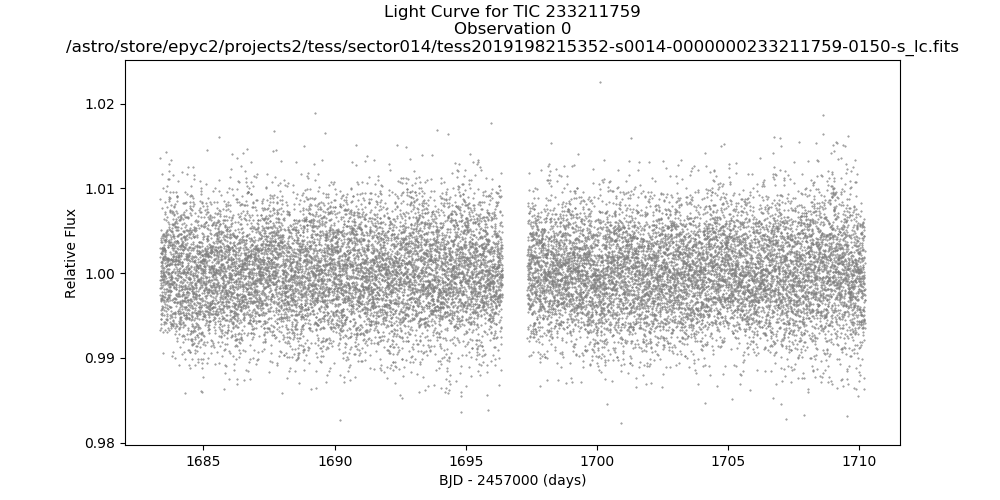 Light Curve for TIC 233211759
Observation 0
/astro/store/epyc2/projects2/tess/sector014/tess2019198215352-s0014-0000000233211759-0150-s_lc.fits
1.02
1.01
1.00
0.99
0.98
Relative Flux
1685
1690
1695
1700
1705
1710
BJD - 2457000 (days)